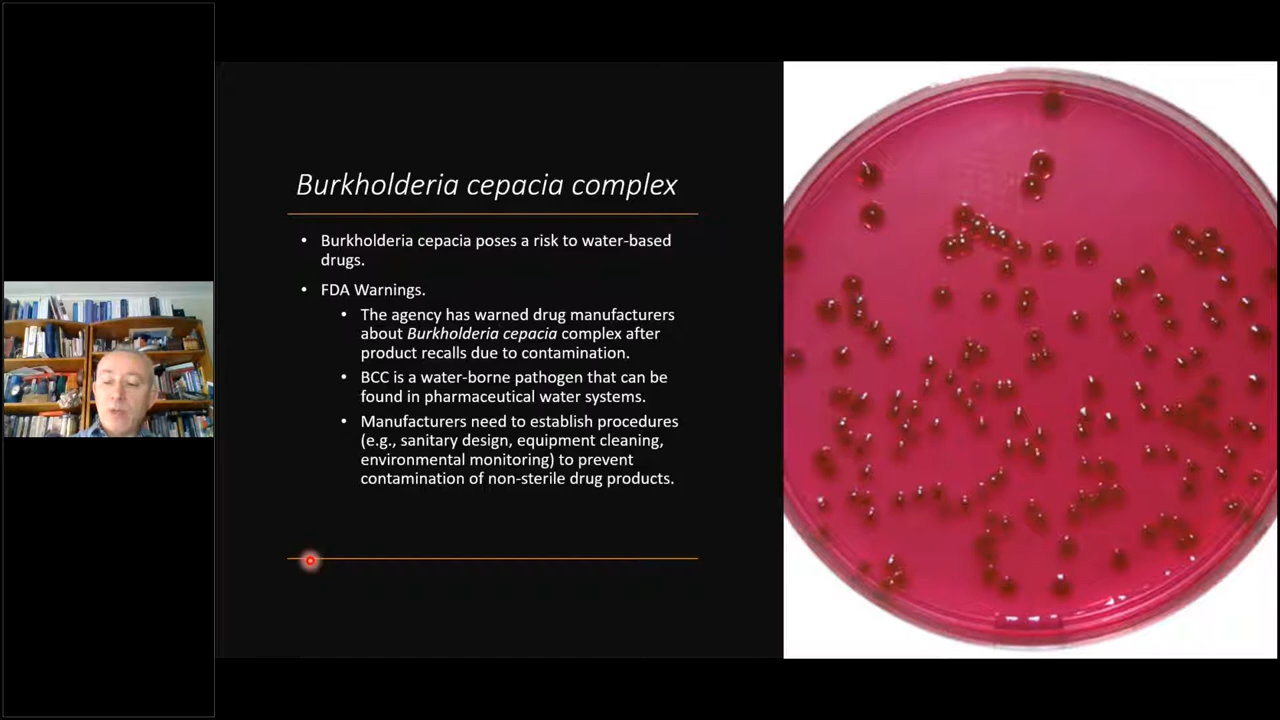 Burkholderia cepacia complex
• Burkholderia cepacia poses a risk to water-based
drugs.
• FDA Warnings.
• The agency has warned drug manufacturers
about Burkholderia cepacia complex after
product recalls due to contamination.
• BCC is a water-borne pathogen that can be
found in pharmaceutical water systems.
• Manufacturers need to establish procedures
(e.g., sanitary design, equipment cleaning,
environmental monitoring) to prevent
contamination of non-sterile drug products.